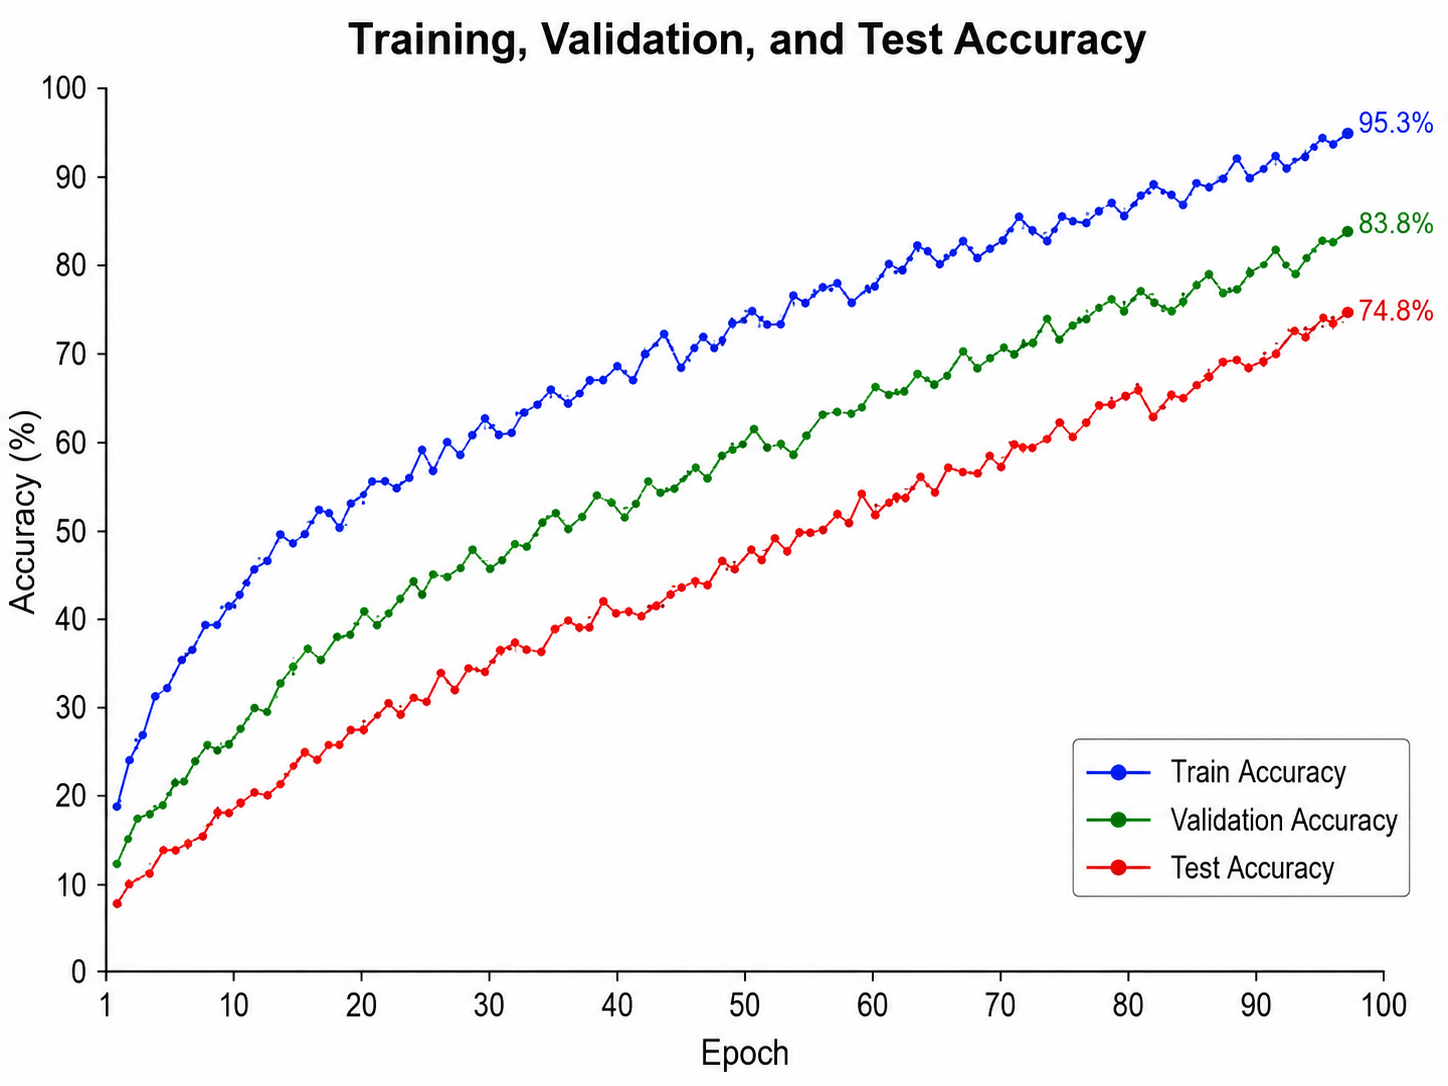 Training, Validation, and Test Accuracy
100
90
80
70
60
50
40
30
20
10
0
Accuracy (%)
95.3%
83.8%
74.8%
Train Accuracy
Validation Accuracy
Test Accuracy
1 10 20 30 40 50 60 70 80 90 100
Epoch